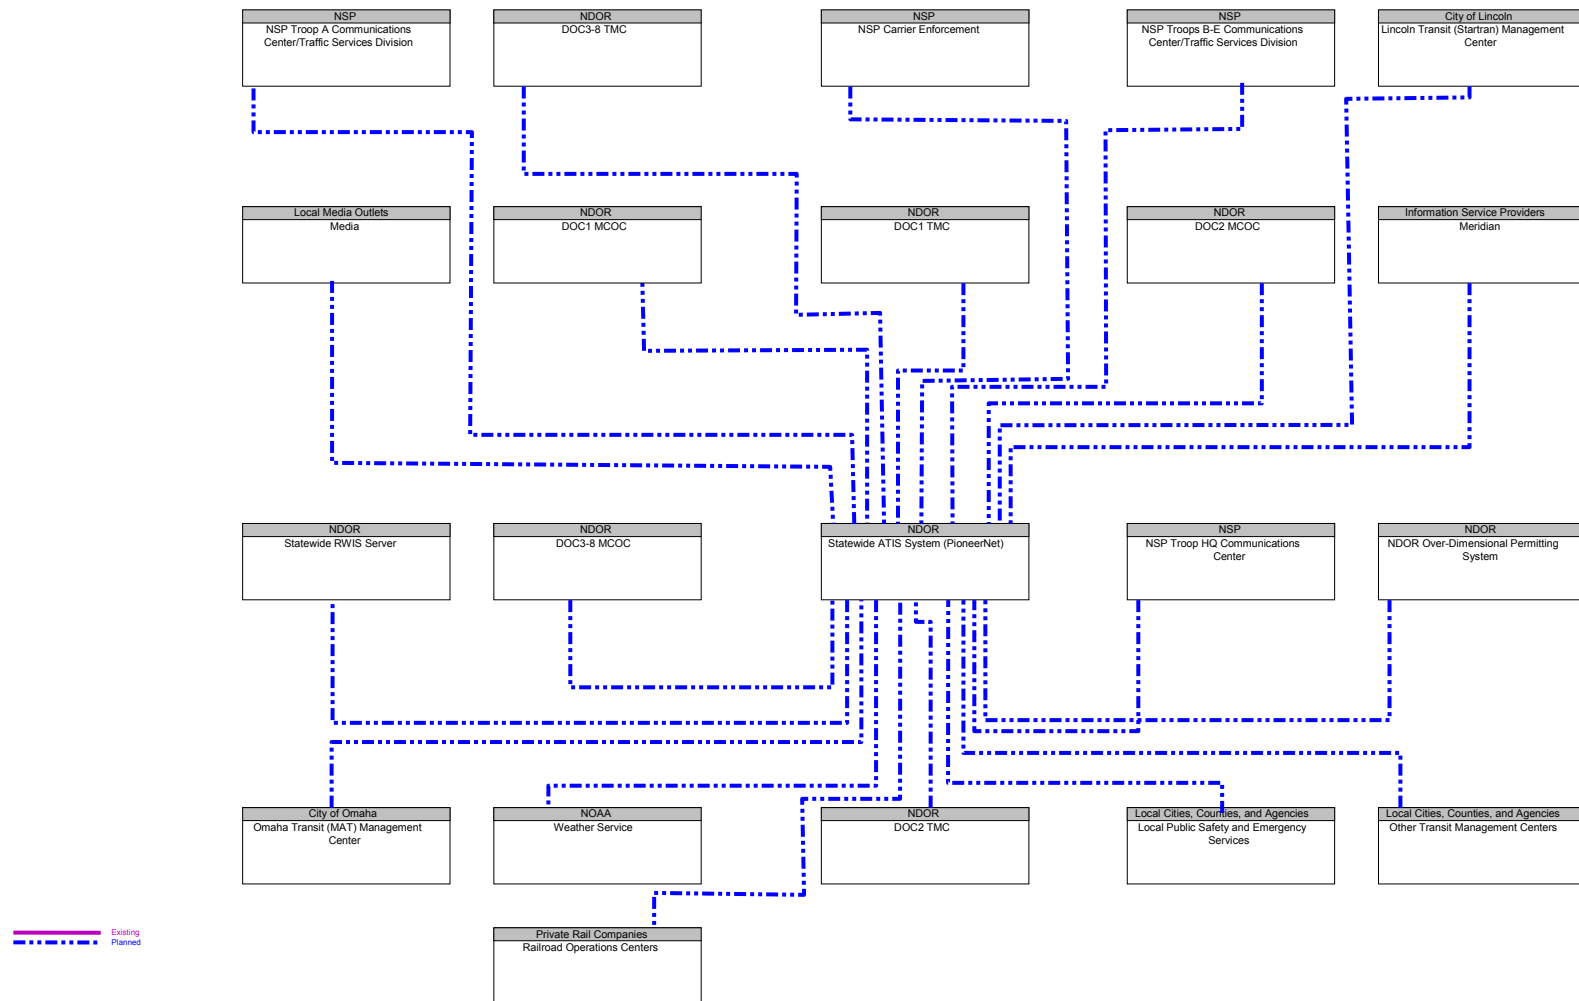 NSP
NSP Troop A Communications
Center/Traffic Services Division
NDOR
DOC3-8 TMC
NSP
NSP Carrier Enforcement
NSP
NSP Troops B-E Communications
Center/Traffic Services Division
City of Lincoln
Lincoln Transit (Startran) Management
Center
Local Media Outlets
Media
NDOR
DOC1 MCOC
NDOR
DOC1 TMC
NDOR
DOC2 MCOC
Information Service Providers
Meridian
NDOR
Statewide RWIS Server
NDOR
DOC3-8 MCOC
NDOR
Statewide ATIS System (PioneerNet)
NSP
NSP Troop HQ Communications
Center
NDOR
NDOR Over-Dimensional Permitting
System
City of Omaha
Omaha Transit (MAT) Management
Center
NOAA
Weather Service
NDOR
DOC2 TMC
Local Cities, Counties, and Agencies
Local Public Safety and Emergency
Services
Local Cities, Counties, and Agencies
Other Transit Management Centers
Private Rail Companies
Railroad Operations Centers
Existing
Planned